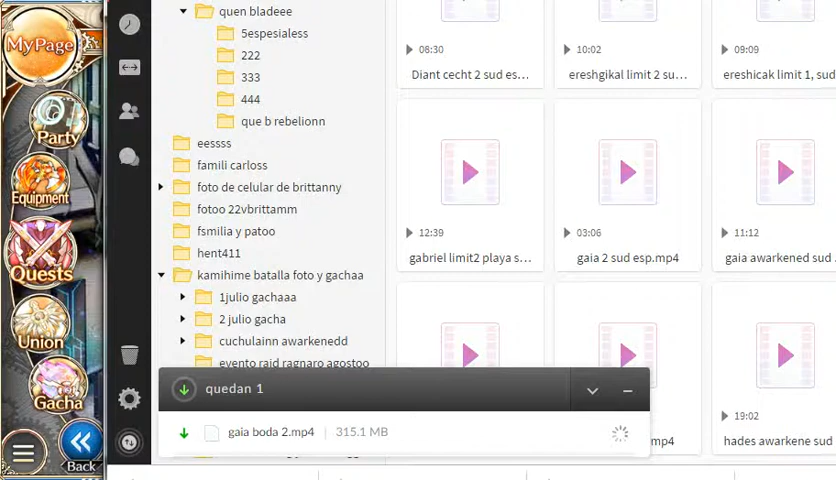 MyPage
Party
Equipment
Quests
Union
Gacha
Back
quen bladeee
5espesialess
222
333
444
que b rebelionn
eessss
famili carloss
foto de celular de brittanny
fotoo 22vbrittamm
fsmilia y patoo
hent411
kamihime batalla foto y gachaa
1julio gachaaa
2 julio gacha
cuchulainn awarkenedd
evento raid ragnaro agostoo
08:30
10:02
09:09
Diant cecht 2 sud es...
ereshgikal limit 2 su...
ereshicak limit 1, sud
12:39
03:06
11:12
gabriel limit2 playa s...
gaia 2 sud esp.mp4
gaia awarkened sud
19:02
mp4
hades awarkene sud
quedan 1
gaia boda 2.mp4
315.1 MB